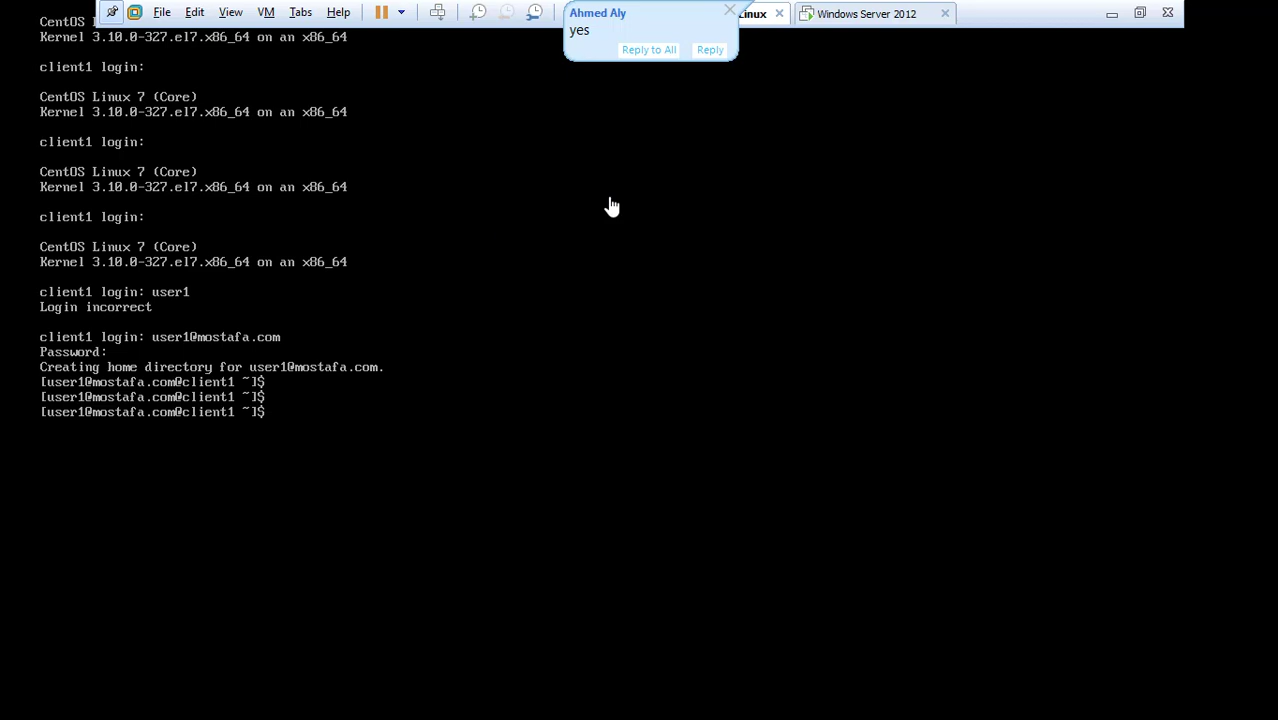 File Edit View VM Tabs Help
Linux
Windows Server 2012
Ahmed Aly
yes
Reply to All Reply
CentOS L
Kernel 3.10.0-327.el7.x86_64 on an x86_64
client1 login:
CentOS Linux 7 (Core)
Kernel 3.10.0-327.el7.x86_64 on an x86_64
client1 login:
CentOS Linux 7 (Core)
Kernel 3.10.0-327.el7.x86_64 on an x86_64
client1 login:
CentOS Linux 7 (Core)
Kernel 3.10.0-327.el7.x86_64 on an x86_64
client1 login: user1
Login incorrect
client1 login: user1@mostafa.com
Password:
Creating home directory for user1@mostafa.com.
[user1@mostafa.com@client1 ~]$
[user1@mostafa.com@client1 ~]$
[user1@mostafa.com@client1 ~]$